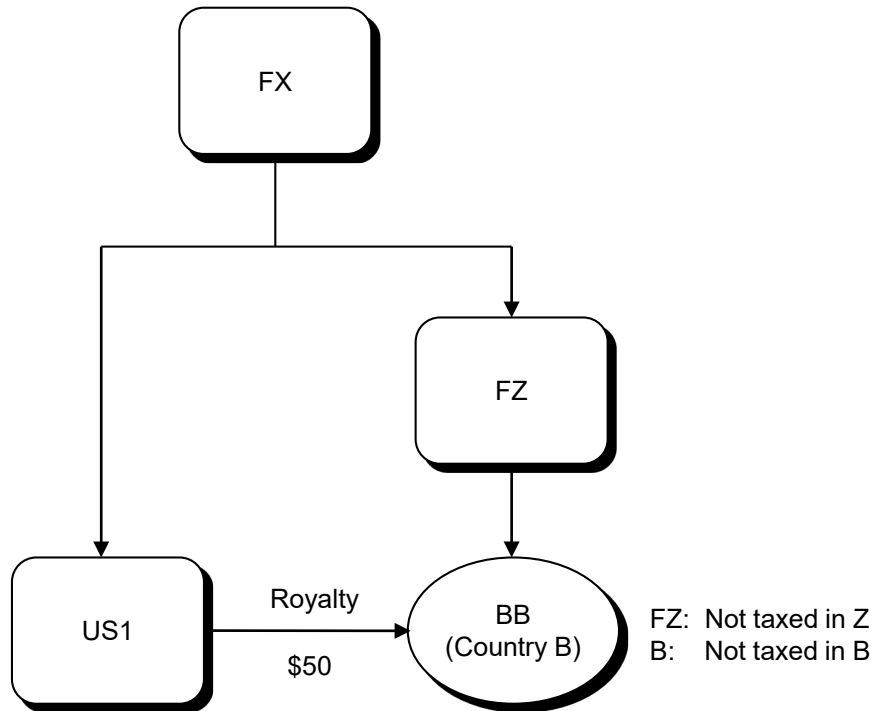 FX
FZ
US1
Royalty
$50
BB
(Country B)
FZ: Not taxed in Z
B: Not taxed in B